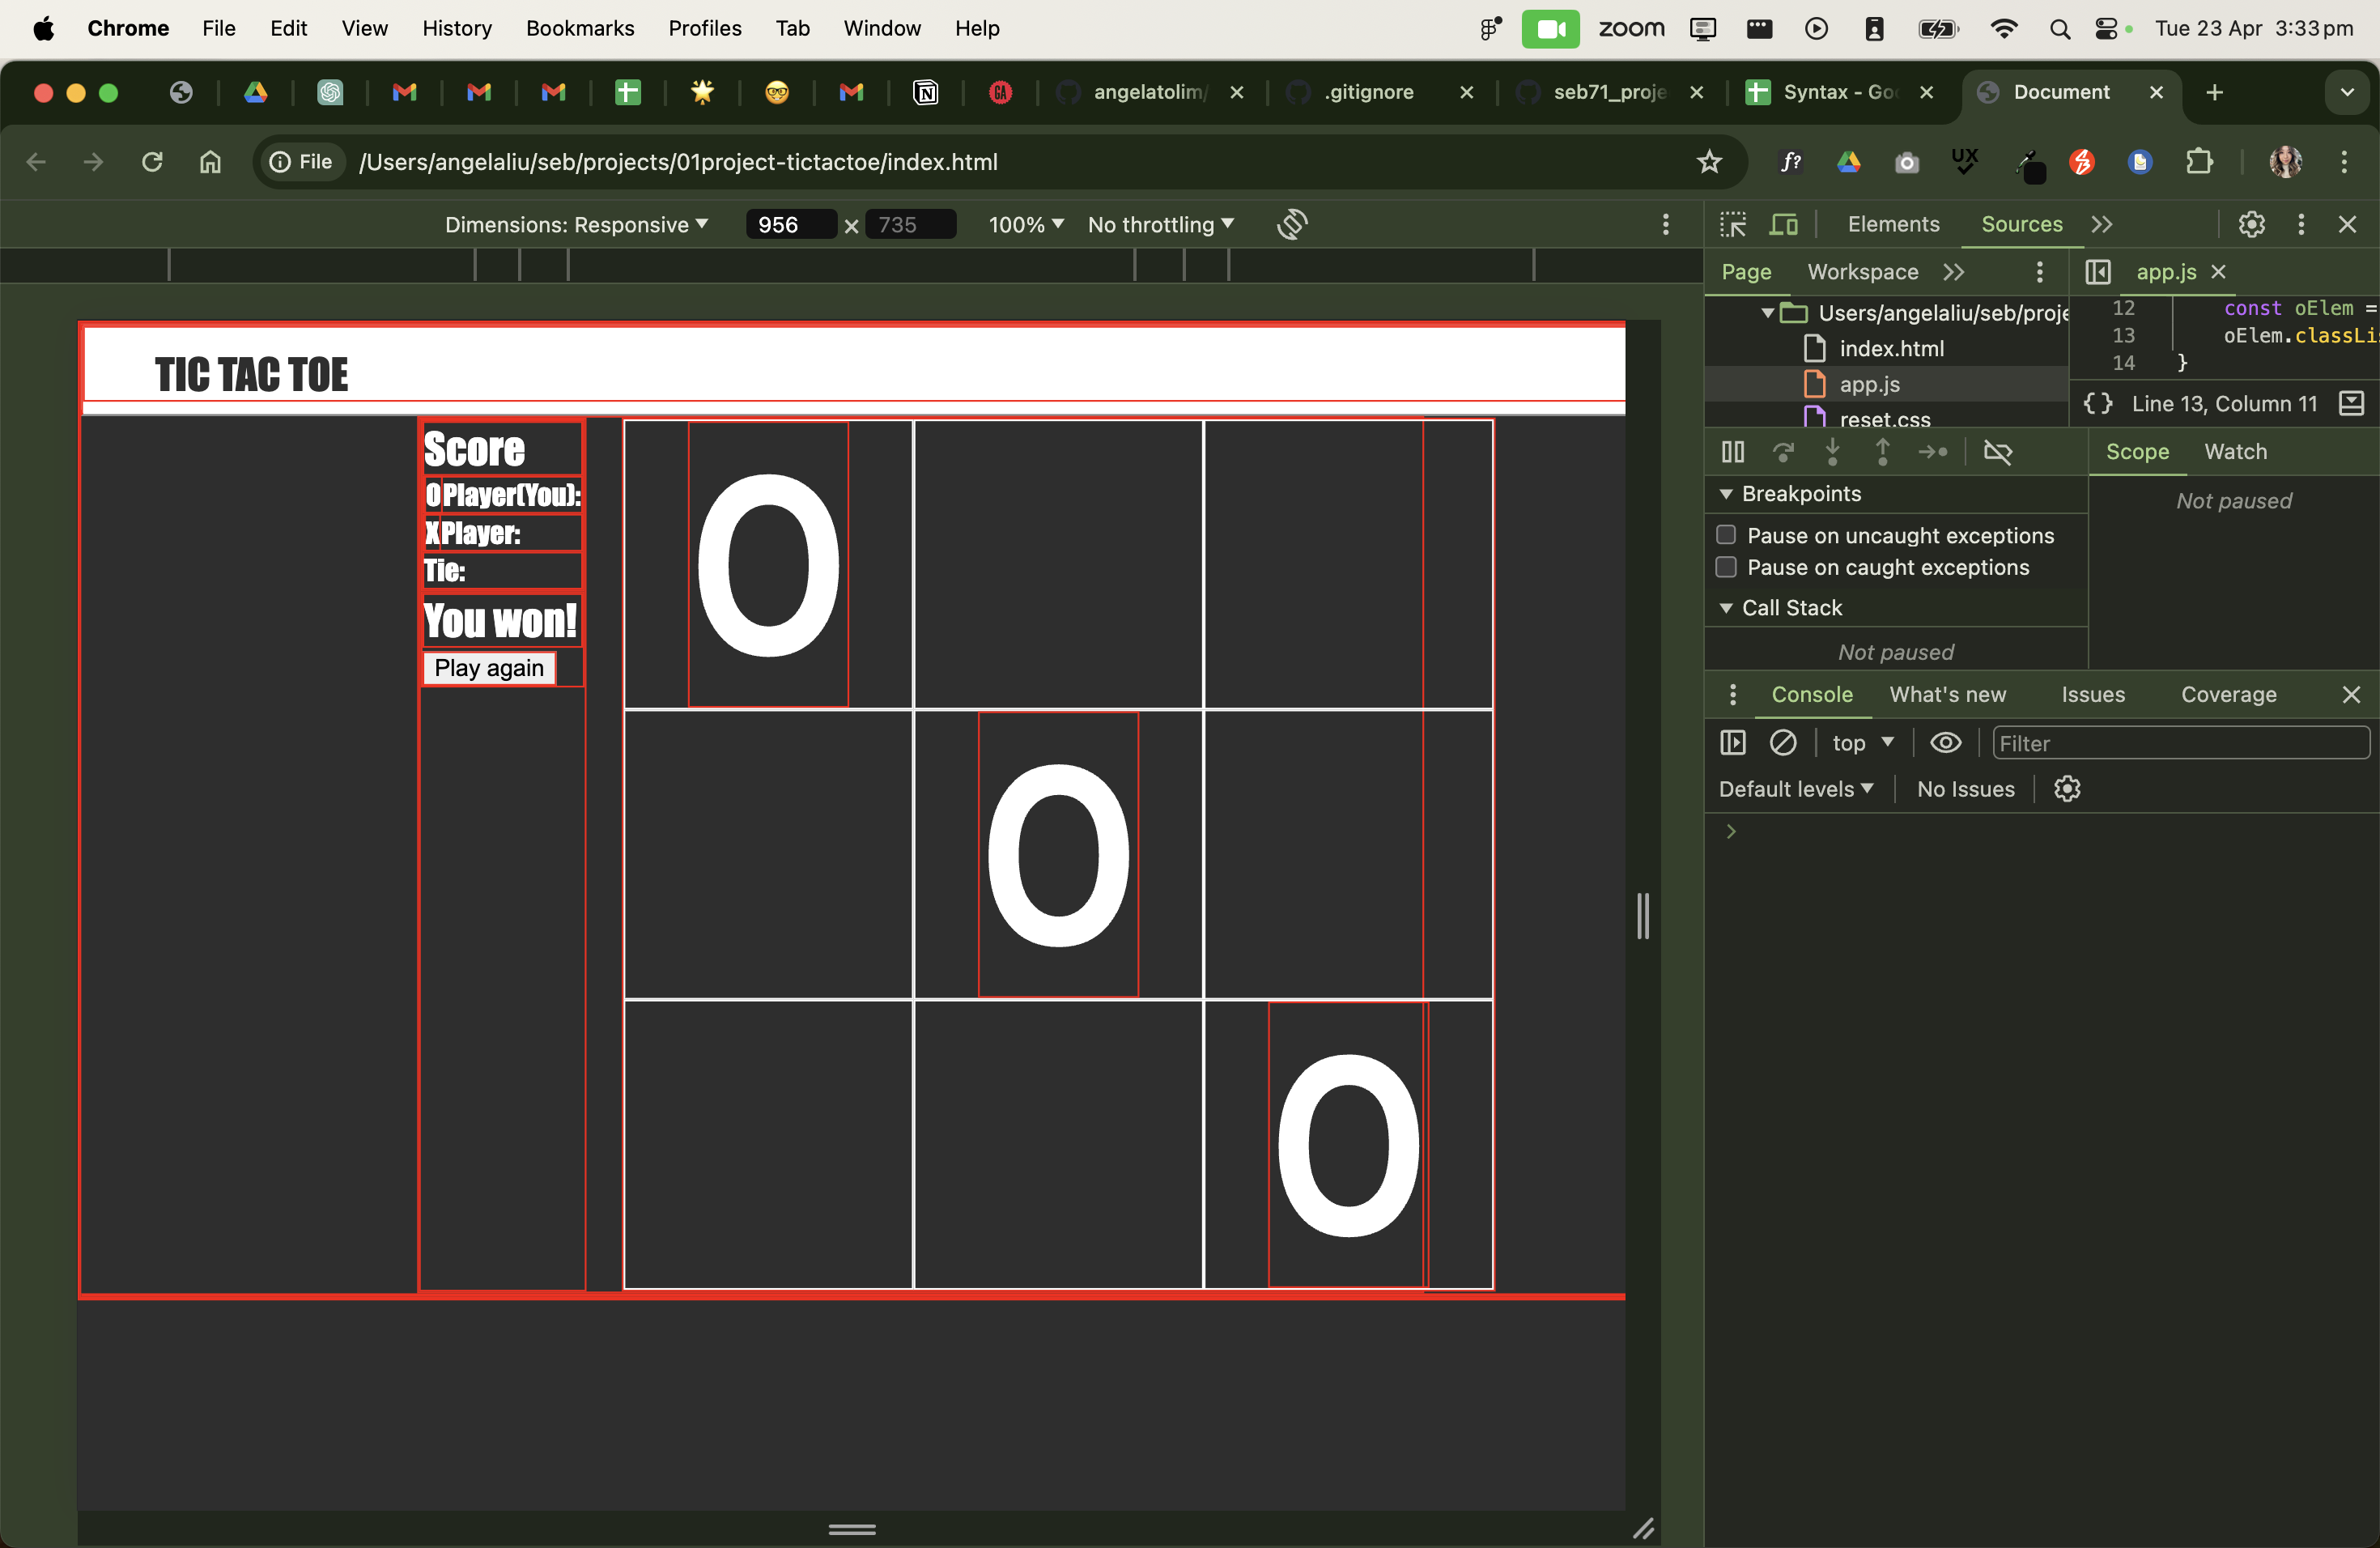 Chrome File Edit View History Bookmarks Profiles Tab Window Help zoom Tue 23 Apr 3:33 pm
angelatolim/ .gitignore seb71_proje Syntax - Goo Document
File /Users/angelaliu/seb/projects/01project-tictactoe/index.html
Dimensions: Responsive 956 × 735 100% No throttling
TIC TAC TOE
Score
OPlayer(You):
XPlayer:
Tie:
You won!
Play again
O
O
O
Elements Sources
Page Workspace
app.js
Users/angelaliu/seb/proje
index.html
app.js
reset.css
12 const oElem =
13 oElem.classLi
14 }
{} Line 13, Column 11
Scope Watch
Not paused
Breakpoints
Pause on uncaught exceptions
Pause on caught exceptions
Call Stack
Not paused
Console What's new Issues Coverage
top Filter
Default levels No Issues